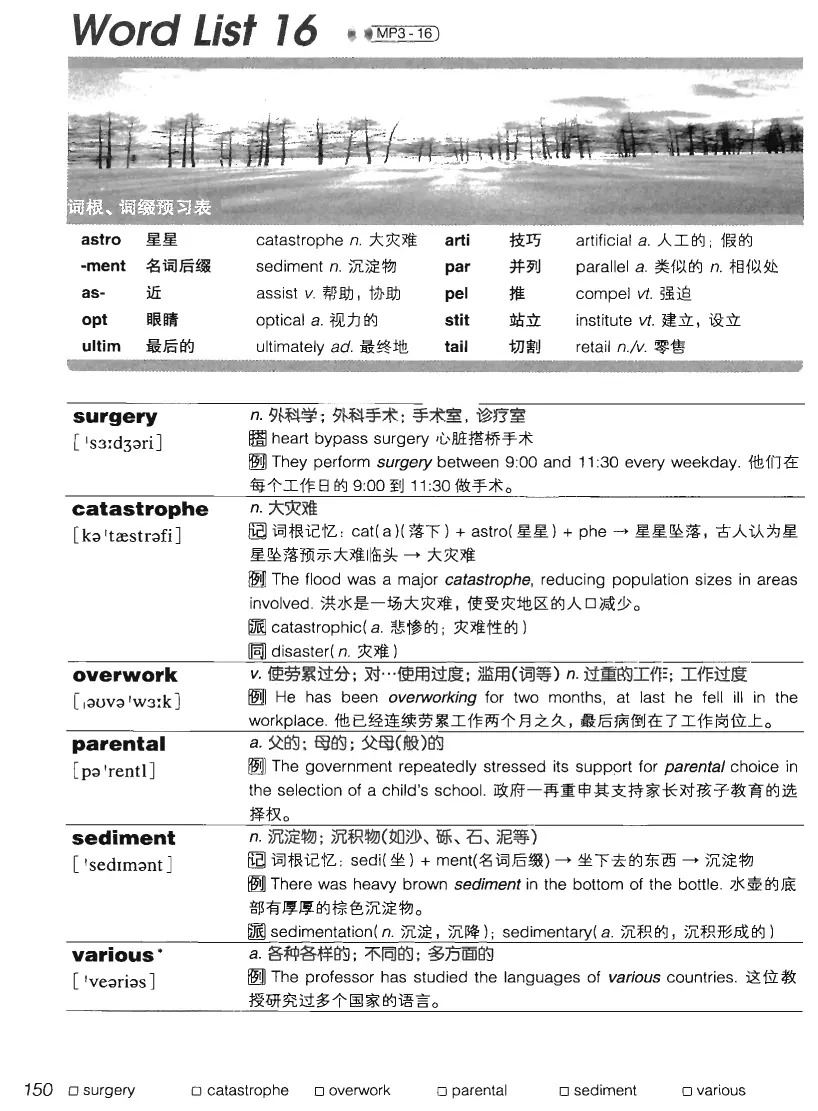 Word List 16 MP3-16
词根、词缀预习表
astro 星星 catastrophe n. 大灾难 arti 技巧 artificial a. 人工的；假的
-ment 名词后缀 sediment n. 沉淀物 par 并列 parallel a. 类似的 n. 相似处
as- 近 assist v. 帮助，协助 pel 推 compel vt. 强迫
opt 眼睛 optical a. 视力的 stit 站立 institute vt. 建立，设立
ultim 最后的 ultimately ad. 最终地 tail 切割 retail n./v. 零售
surgery n. 外科学；外科手术；手术室，诊疗室
[ˈsɜːdʒəri] 搭 heart bypass surgery 心脏搭桥手术
例 They perform surgery between 9:00 and 11:30 every weekday. 他们在
每个工作日的 9:00 到 11:30 做手术。
catastrophe n. 大灾难
[kəˈtæstrəfi] 记 词根记忆：cat(a)(落下) + astro(星星) + phe → 星星坠落，古人认为星
星坠落预示大难临头 → 大灾难
例 The flood was a major catastrophe, reducing population sizes in areas
involved. 洪水是一场大灾难，使受灾地区的人口减少。
派 catastrophic(a. 悲惨的；灾难性的)
同 disaster(n. 灾难)
overwork v. 使劳累过分；对…使用过度；滥用(词等) n. 过重的工作；工作过度
[ˌəuvəˈwɜːk] 例 He has been overworking for two months, at last he fell ill in the
workplace. 他已经连续劳累工作两个月之久，最后病倒在了工作岗位上。
parental a. 父的；母的；父母(般)的
[pəˈrentl] 例 The government repeatedly stressed its support for parental choice in
the selection of a child's school. 政府一再重申其支持家长对孩子教育的选
择权。
sediment n. 沉淀物；沉积物(如沙、砾、石、泥等)
[ˈsedɪmənt] 记 词根记忆：sedi(坐) + ment(名词后缀) → 坐下去的东西 → 沉淀物
例 There was heavy brown sediment in the bottom of the bottle. 水壶的底
部有厚厚的棕色沉淀物。
派 sedimentation(n. 沉淀，沉降)；sedimentary(a. 沉积的，沉积形成的)
various* a. 各种各样的；不同的；多方面的
[ˈveəriəs] 例 The professor has studied the languages of various countries. 这位教
授研究过多个国家的语言。
150 □ surgery □ catastrophe □ overwork □ parental □ sediment □ various